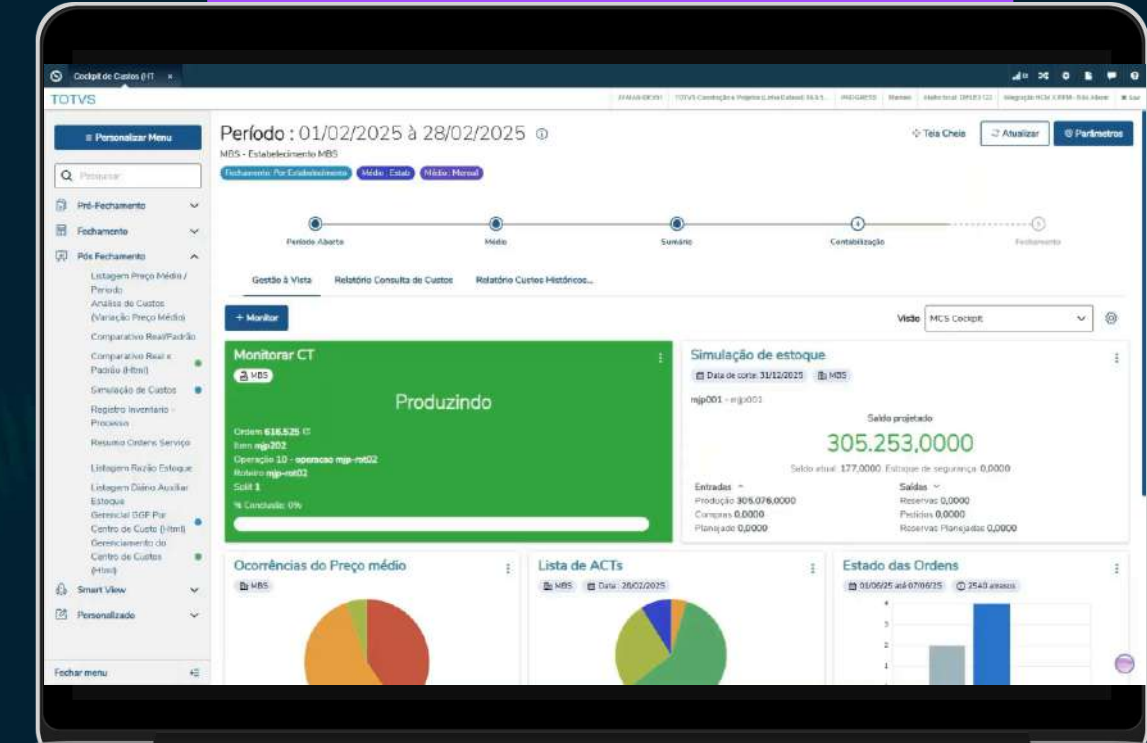 Cockpit de Custos (HT ×
TOTVS
≡ Personalizar Menu
Pesquisar
Pré-Fechamento
Fechamento
Pós Fechamento
Listagem Preço Médio /
Período
Análise de Custos
(Variação Preço Médio)
Comparativo Real/Padrão
Comparativo Real x
Padrão (Html)
Simulação de Custos
Registro Inventário -
Processo
Resumo Ordens Serviço
Listagem Razão Estoque
Listagem Diário Auxiliar
Estoque
Gerencial GGF Por
Centro de Custo (Html)
Gerenciamento do
Centro de Custos
(Html)
Smart View
Personalizado
Fechar menu
Período : 01/02/2025 à 28/02/2025
MBS - Estabelecimento MBS
Fechamento: Por Estabelecimento Médio: Estab Médio: Mensal
Tela Cheia Atualizar Parâmetros
Período Aberto Médio Sumário Contabilização Fechamento
Gestão à Vista Relatório Consulta de Custos Relatório Custos Históricos...
+ Monitor
Visão MCS Cockpit
Monitorar CT
MBS
Produzindo
Ordem 616.525
Item mjp202
Operação 10 - operacao mjp-rot02
Roteiro mjp-rot02
Split 1
% Concluído: 0%
Simulação de estoque
Data de corte: 31/12/2025 MBS
mjp001 - mjp001
Saldo projetado
305.253,0000
Saldo atual 177,0000 Estoque de segurança 0,0000
Entradas Saídas
Produção 305.076,0000 Reservas 0,0000
Compras 0,0000 Pedidos 0,0000
Planejado 0,0000 Reservas Planejadas 0,0000
Ocorrências do Preço médio
MBS
Lista de ACTs
MBS Data: 28/02/2025
Estado das Ordens
01/06/25 até 07/06/25 2540 atrasos
4
3
2
1